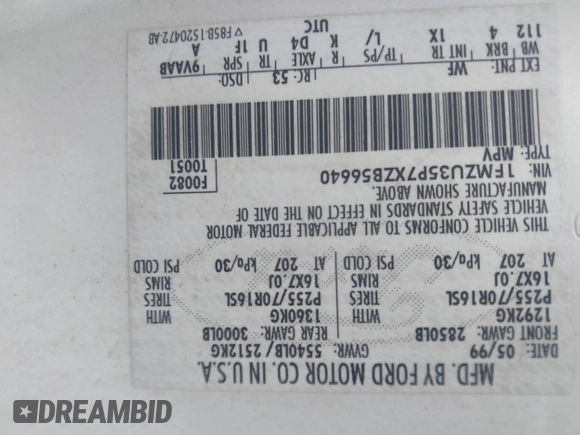 MFD. BY FORD MOTOR CO. IN U.S.A.
DATE: 05/99 GVWR: 5540LB/ 2512KG
FRONT GAWR: 2850LB REAR GAWR: 3000LB
1292KG WITH 1360KG WITH
P255/70R16SL TIRES P255/70R16SL TIRES
16X7.0J RIMS 16X7.0J RIMS
AT 207 kPa/30 PSI COLD AT 207 kPa/30 PSI COLD
THIS VEHICLE CONFORMS TO ALL APPLICABLE FEDERAL MOTOR
VEHICLE SAFETY STANDARDS IN EFFECT ON THE DATE OF
MANUFACTURE SHOWN ABOVE.
VIN: 1FMZU35P7XZB56640 F0082
TYPE: MPV T0051
EXT PNT: WF RC: 53 DSO:
WB BRK INT TR TP/PS R AXLE TR SPR 9VAAB
112 4 1X L/ K D4 U 1F A
UTC ▽ F85B-1520472-AB
DREAMBID